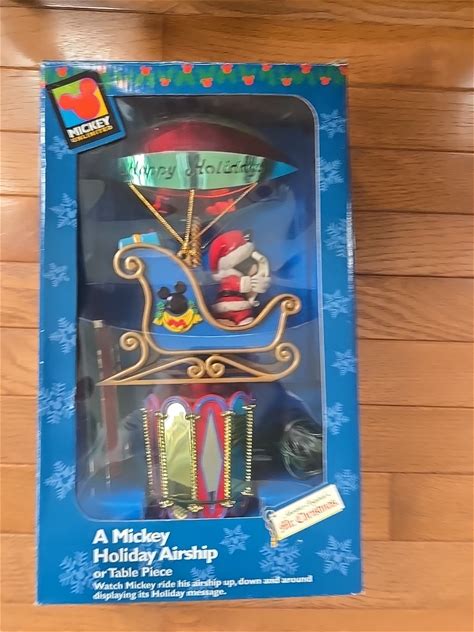 MICKEY
UNLIMITED
Happy Holidays
Mr. Christmas
A Mickey
Holiday Airship
or Table Piece
Watch Mickey ride his airship up, down and around
displaying its Holiday message.